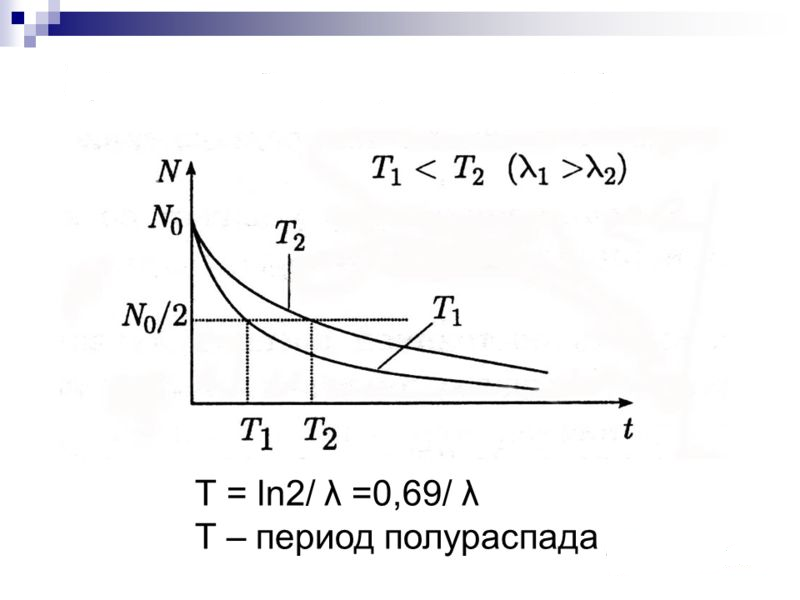 N
T₁ < T₂ (λ₁ >λ₂)
N₀
T₂
N₀/2
T₁
T₁ T₂
t
T = ln2/ λ =0,69/ λ
T – период полураспада